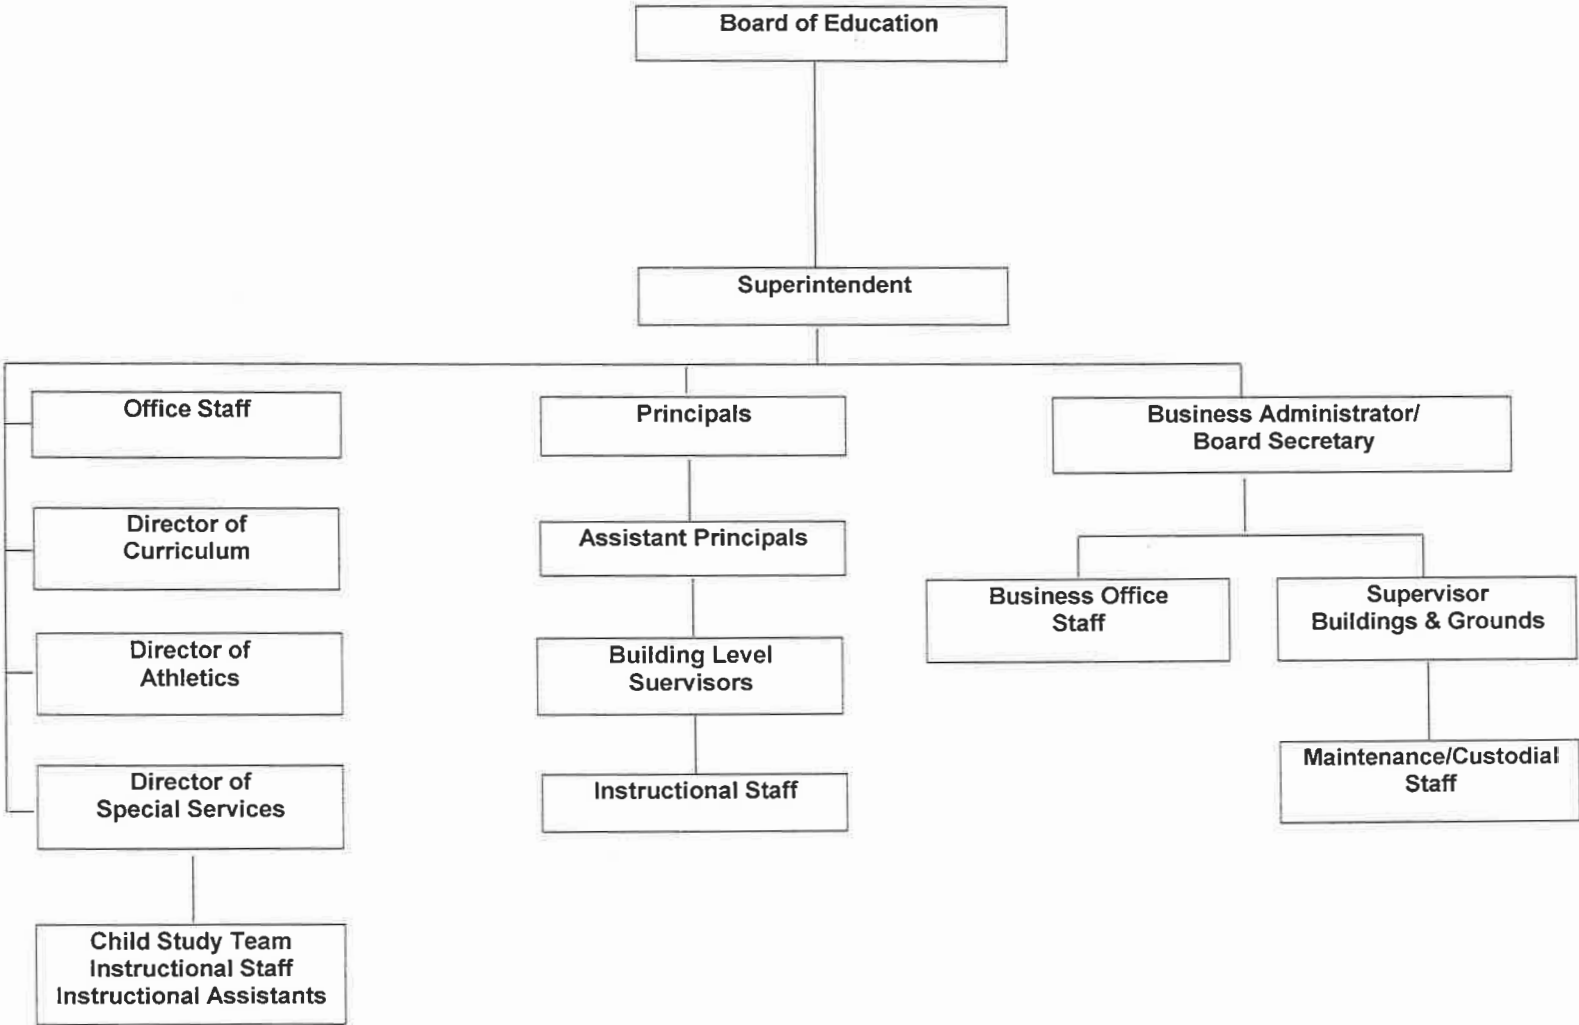 Board of Education
Superintendent
Office Staff
Principals
Business Administrator/
Board Secretary
Director of
Curriculum
Assistant Principals
Business Office
Staff
Supervisor
Buildings & Grounds
Director of
Athletics
Building Level
Suervisors
Director of
Special Services
Instructional Staff
Maintenance/Custodial
Staff
Child Study Team
Instructional Staff
Instructional Assistants